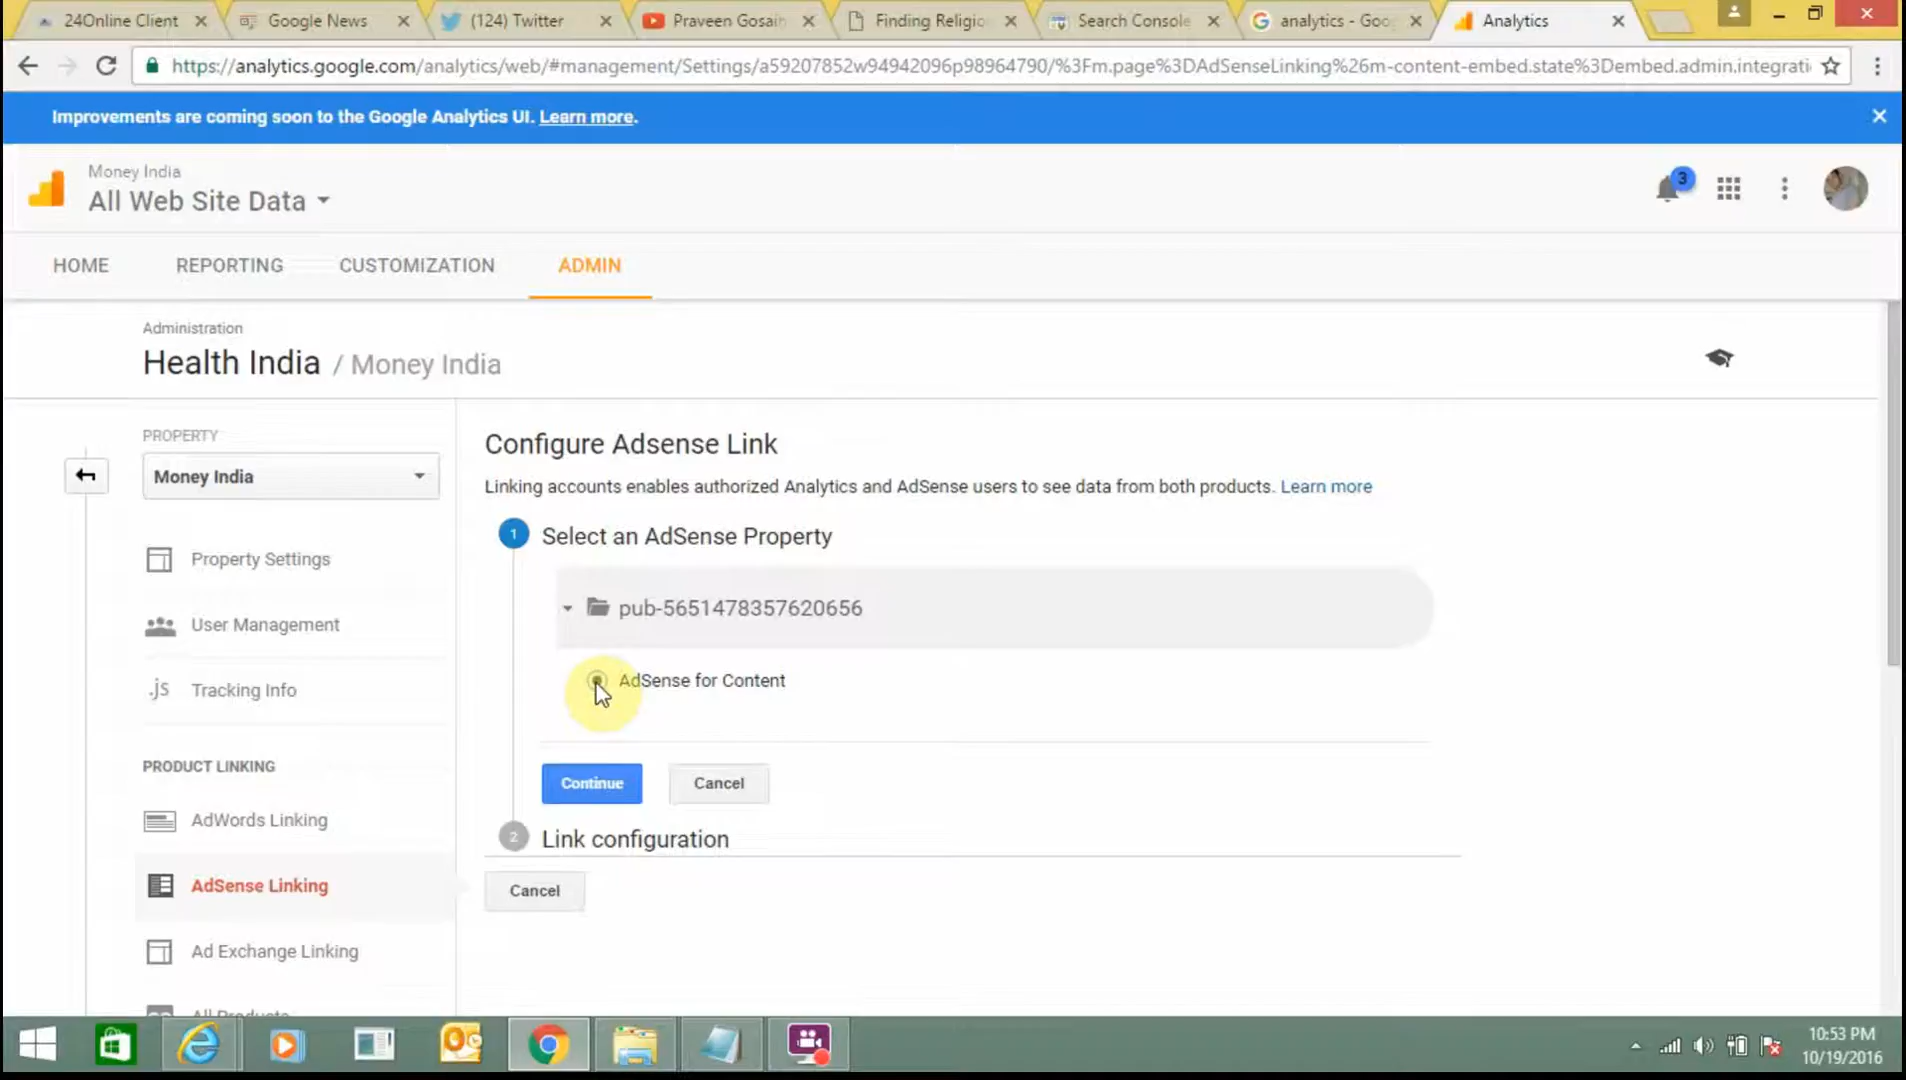 24Online Client
Google News
(124) Twitter
Praveen Gosain
Finding Religio
Search Console
analytics - Goo
Analytics
https://analytics.google.com/analytics/web/#management/Settings/a59207852w94942096p98964790/%3Fm.page%3DAdSenseLinking%26m-content-embed.state%3Dembed.admin.integrati
Improvements are coming soon to the Google Analytics UI. Learn more.
Money India
All Web Site Data
3
HOME
REPORTING
CUSTOMIZATION
ADMIN
Administration
Health India / Money India
PROPERTY
Money India
Property Settings
User Management
.js Tracking Info
PRODUCT LINKING
AdWords Linking
AdSense Linking
Ad Exchange Linking
All Products
Configure Adsense Link
Linking accounts enables authorized Analytics and AdSense users to see data from both products. Learn more
1 Select an AdSense Property
pub-5651478357620656
AdSense for Content
Continue
Cancel
2 Link configuration
Cancel
10:53 PM
10/19/2016